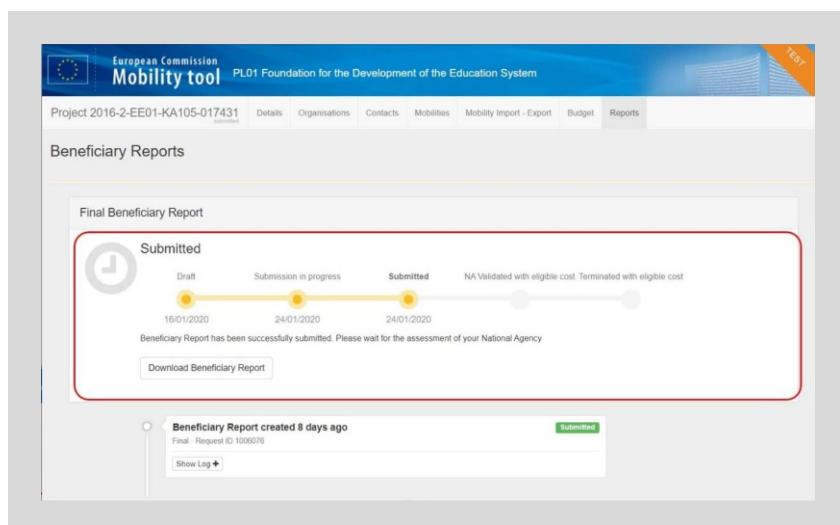 European Commission
Mobility tool PL01 Foundation for the Development of the Education System
TEST
Project 2016-2-EE01-KA105-017431 Details Organisations Contacts Mobilities Mobility Import - Export Budget Reports
submitted
Beneficiary Reports
Final Beneficiary Report
Submitted
Draft Submission in progress Submitted NA Validated with eligible cost Terminated with eligible cost
16/01/2020 24/01/2020 24/01/2020
Beneficiary Report has been successfully submitted. Please wait for the assessment of your National Agency
Download Beneficiary Report
Beneficiary Report created 8 days ago Submitted
Final - Request ID 1006076
Show Log +